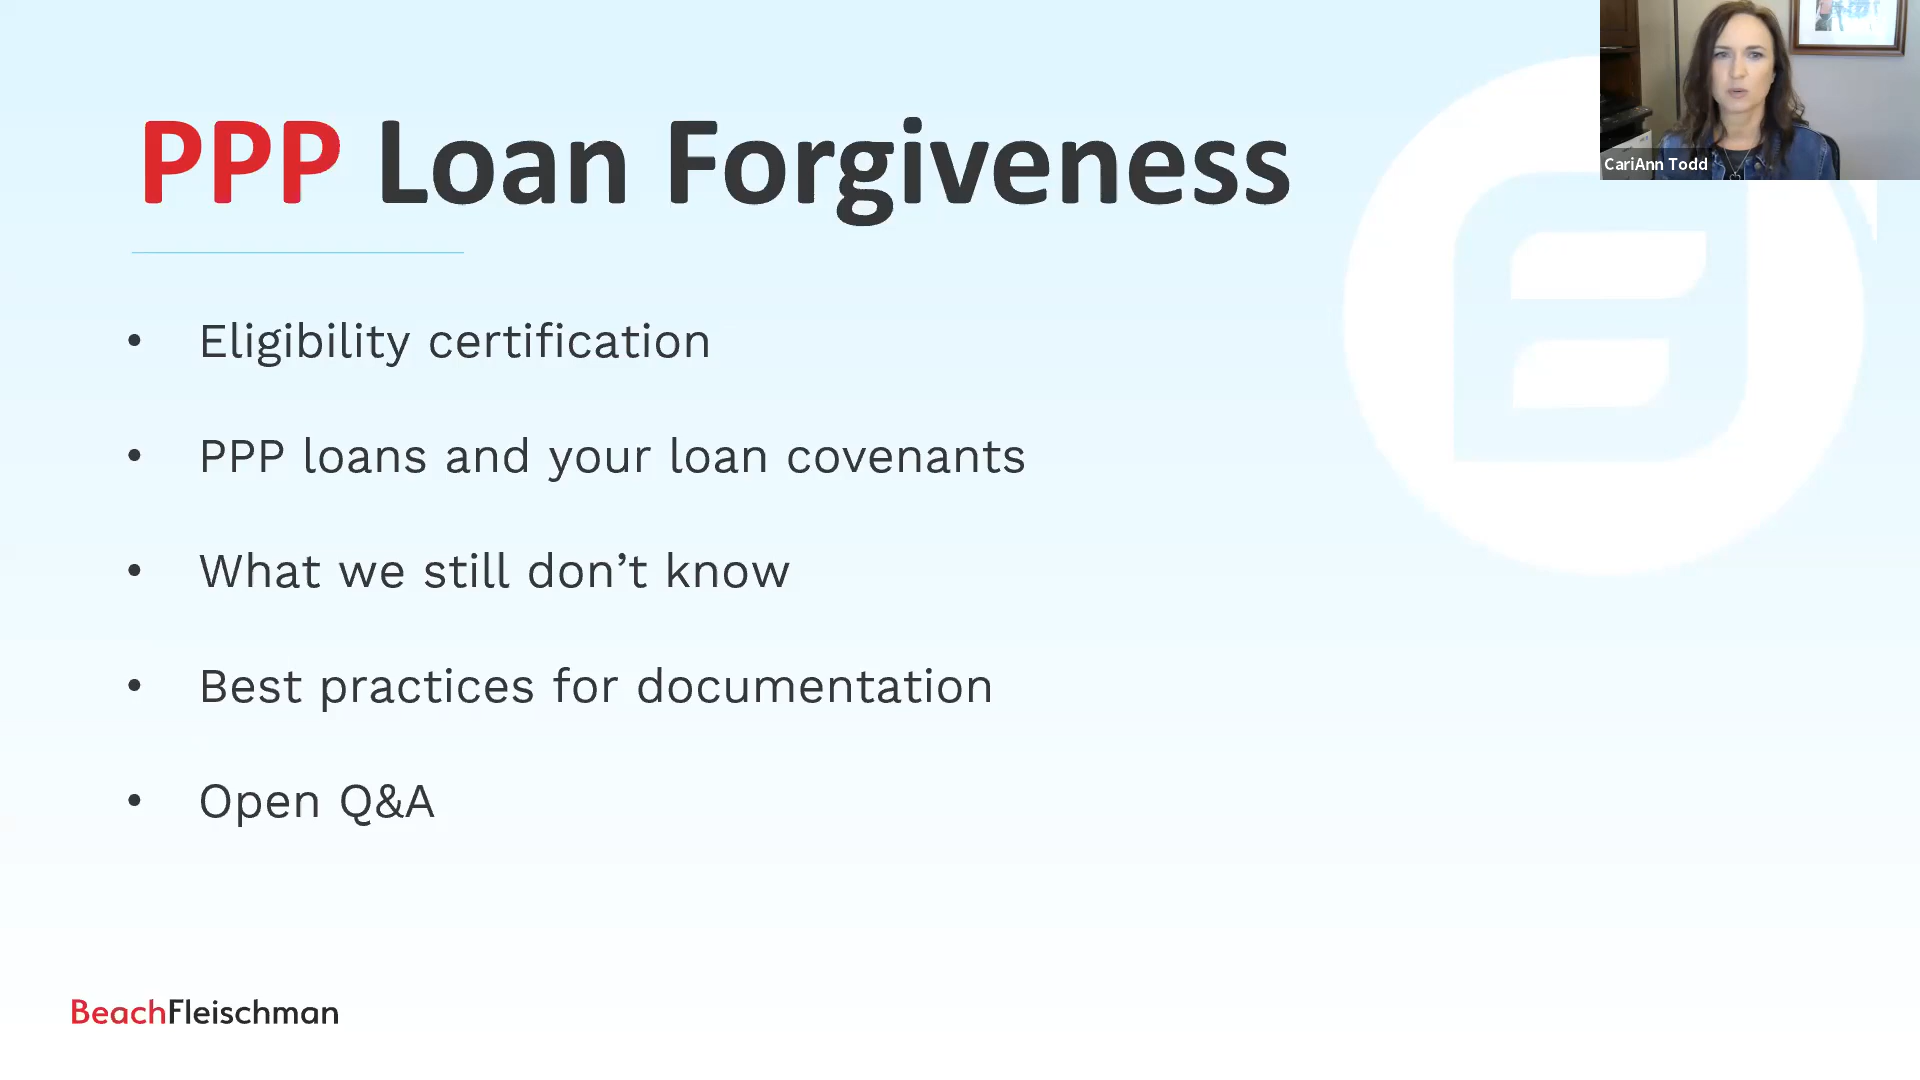 CariAnn Todd
PPP Loan Forgiveness
• Eligibility certification
• PPP loans and your loan covenants
• What we still don’t know
• Best practices for documentation
• Open Q&A
BeachFleischman